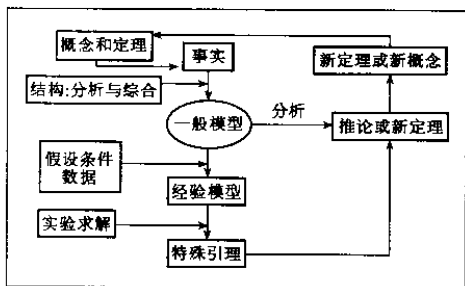 概念和定理
事实
新定理或新概念
结构:分析与综合
一般模型
分析
推论或新定理
假设条件
数据
经验模型
实验求解
特殊引理